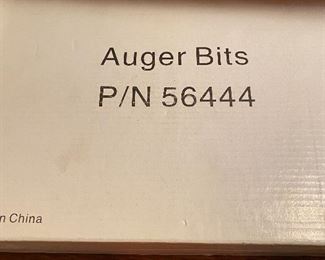 Auger Bits
P/N 56444
n China